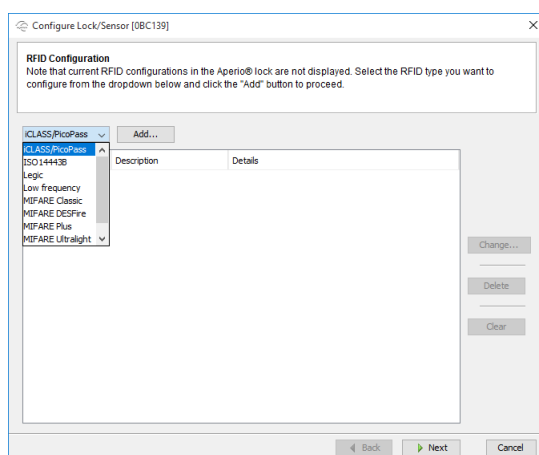 Configure Lock/Sensor [0BC139]
RFID Configuration
Note that current RFID configurations in the Aperio® lock are not displayed. Select the RFID type you want to
configure from the dropdown below and click the "Add" button to proceed.
iCLASS/PicoPass
Add...
iCLASS/PicoPass
ISO14443B
Legic
Low frequency
MIFARE Classic
MIFARE DESFire
MIFARE Plus
MIFARE Ultralight
Description
Details
Change...
Delete
Clear
Back
Next
Cancel